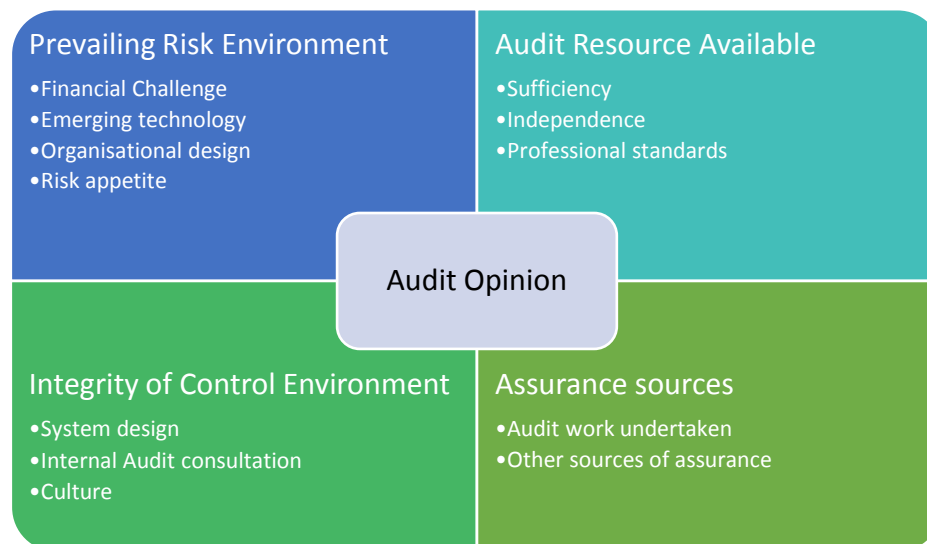 Prevailing Risk Environment
•Financial Challenge
•Emerging technology
•Organisational design
•Risk appetite
Audit Resource Available
•Sufficiency
•Independence
•Professional standards
Audit Opinion
Integrity of Control Environment
•System design
•Internal Audit consultation
•Culture
Assurance sources
•Audit work undertaken
•Other sources of assurance